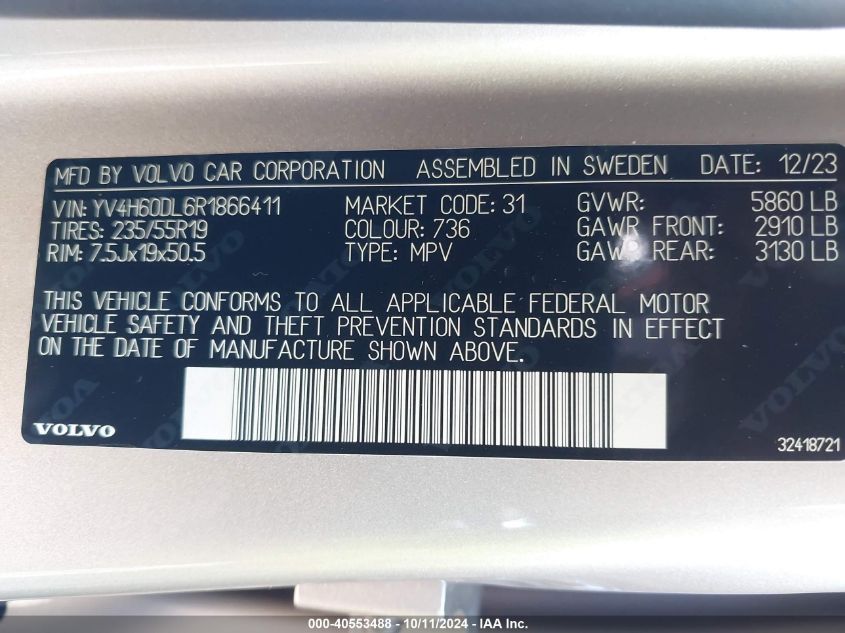 MFD BY VOLVO CAR CORPORATION ASSEMBLED IN SWEDEN DATE: 12/23
VIN: YV4H60DL6R1866411 MARKET CODE: 31 GVWR: 5860 LB
TIRES: 235/55R19 COLOUR: 736 GAWR FRONT: 2910 LB
RIM: 7.5Jx19x50.5 TYPE: MPV GAWR REAR: 3130 LB
THIS VEHICLE CONFORMS TO ALL APPLICABLE FEDERAL MOTOR
VEHICLE SAFETY AND THEFT PREVENTION STANDARDS IN EFFECT
ON THE DATE OF MANUFACTURE SHOWN ABOVE.
VOLVO 32418721
000-40553488 - 10/11/2024 - IAA Inc.